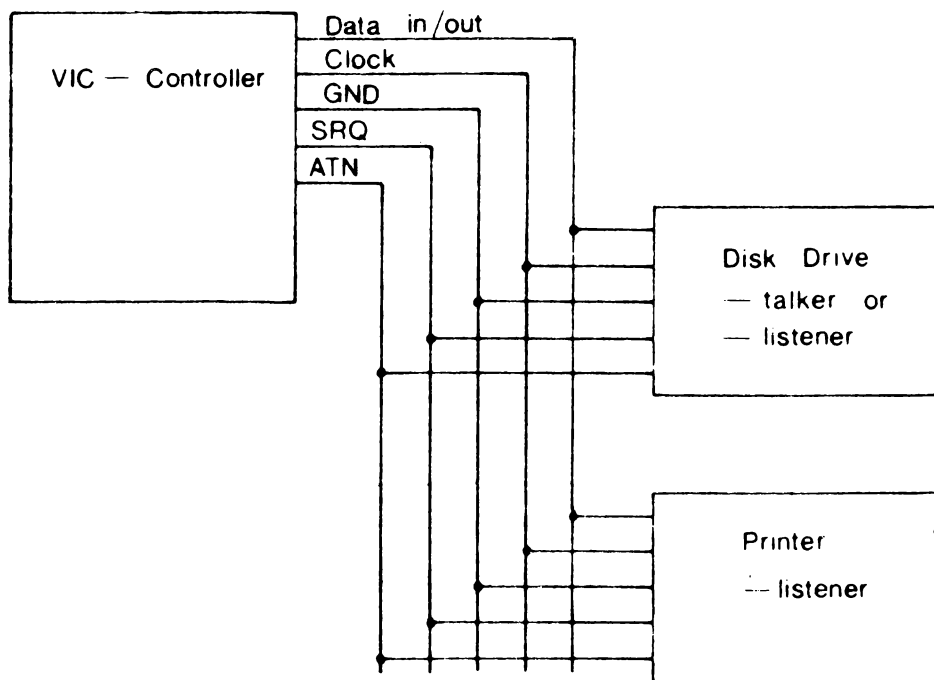 Data in/out
Clock
GND
SRQ
ATN
VIC — Controller
Disk Drive
— talker or
— listener
Printer
— listener